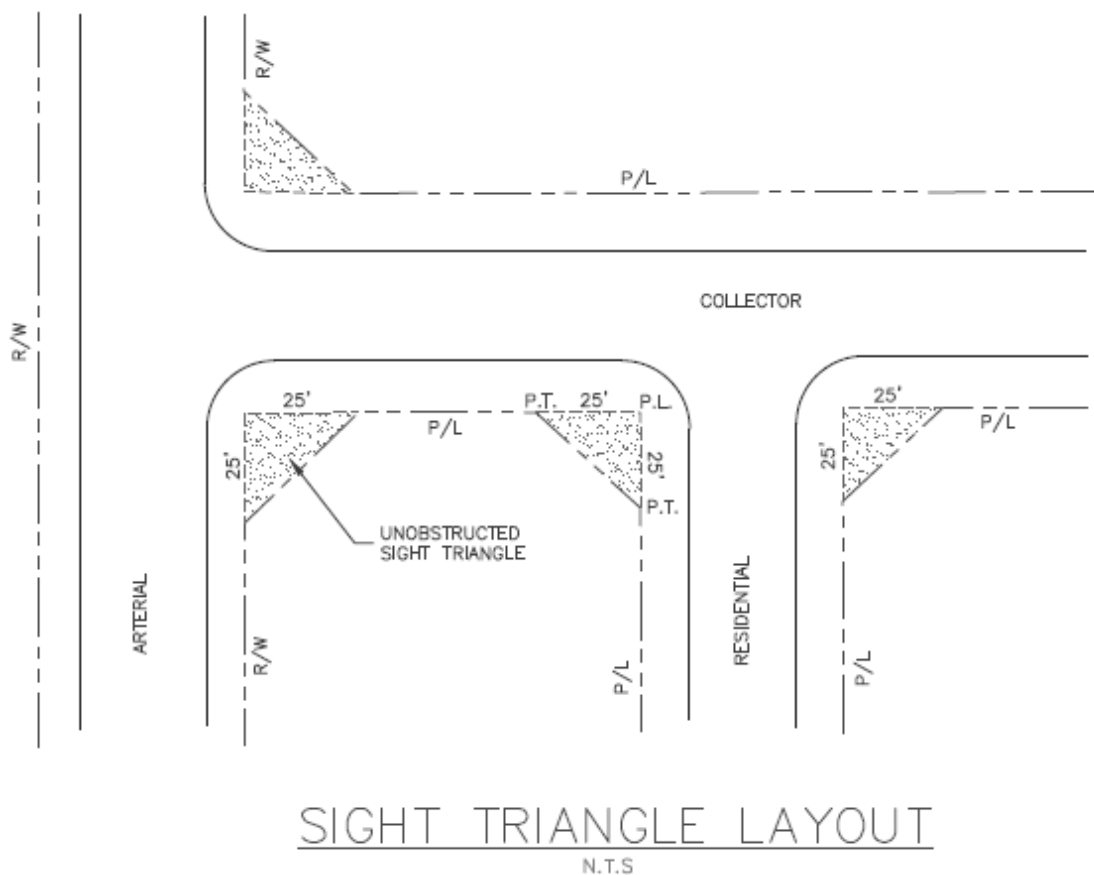 R/W
P/L
R/W
COLLECTOR
25'
P.T.
25'
P.L.
25'
P/L
P/L
25'
25'
25'
P.T.
UNOBSTRUCTED
SIGHT TRIANGLE
ARTERIAL
RESIDENTIAL
R/W
P/L
P/L
SIGHT TRIANGLE LAYOUT
N.T.S